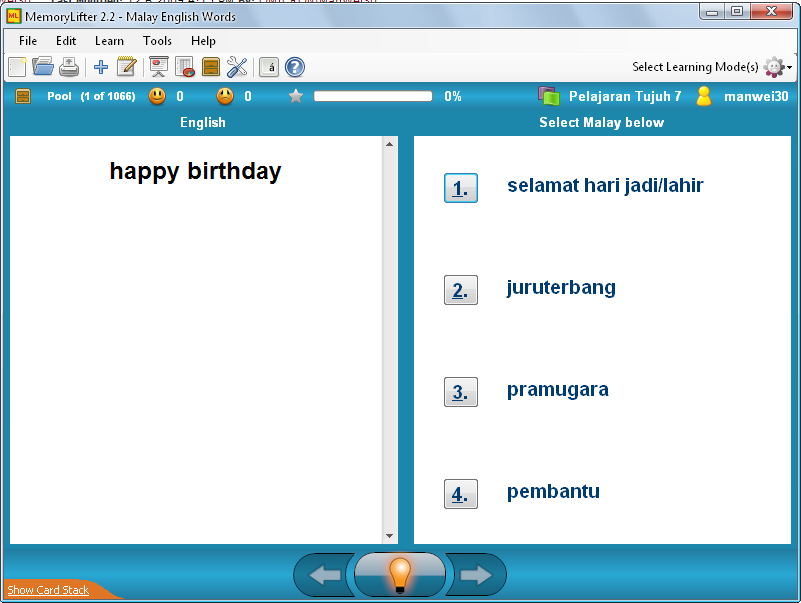 MemoryLifter 2.2 - Malay English Words
File Edit Learn Tools Help
á
?
Select Learning Mode(s)
Pool (1 of 1066) 0 0 0% Pelajaran Tujuh 7 manwei30
English
Select Malay below
happy birthday
1. selamat hari jadi/lahir
2. juruterbang
3. pramugara
4. pembantu
Show Card Stack